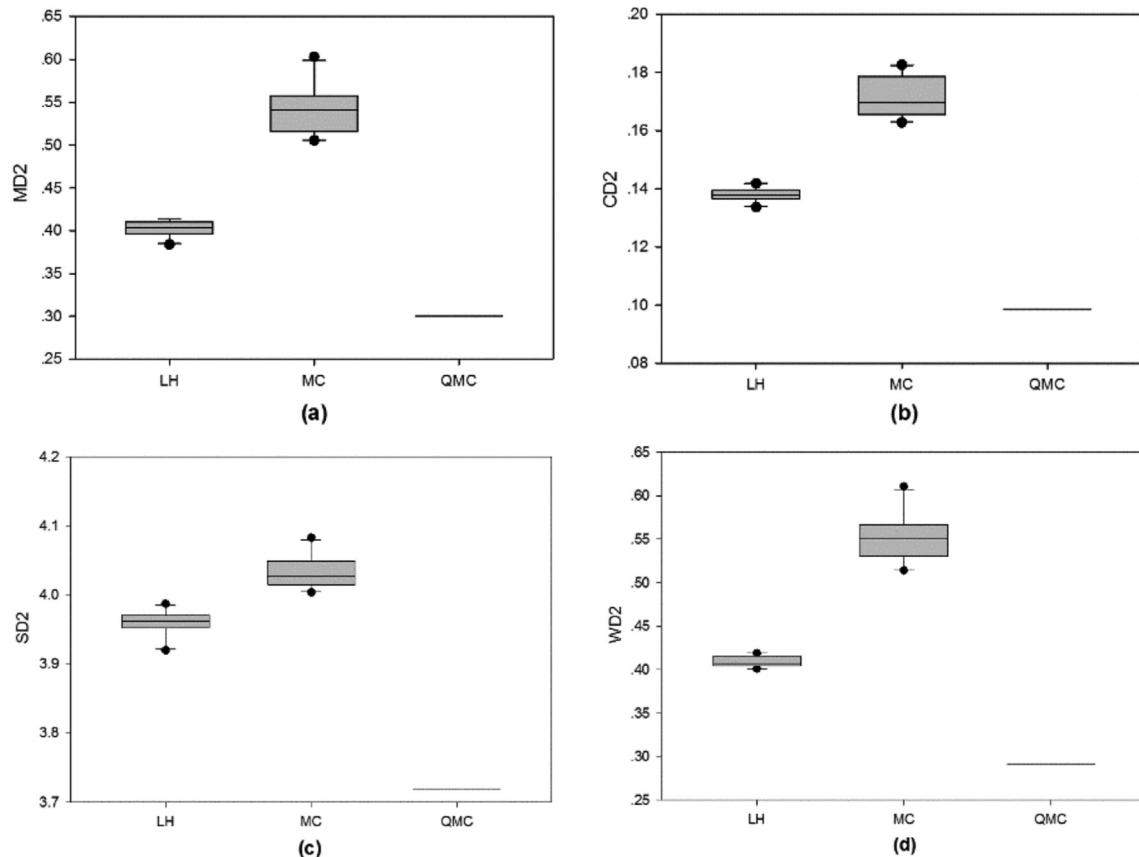 MD2
.65
.60
.55
.50
.45
.40
.35
.30
.25
LH MC QMC
(a)
CD2
.20
.18
.16
.14
.12
.10
.08
LH MC QMC
(b)
SD2
4.2
4.1
4.0
3.9
3.8
3.7
LH MC QMC
(c)
WD2
.65
.60
.55
.50
.45
.40
.35
.30
.25
LH MC QMC
(d)